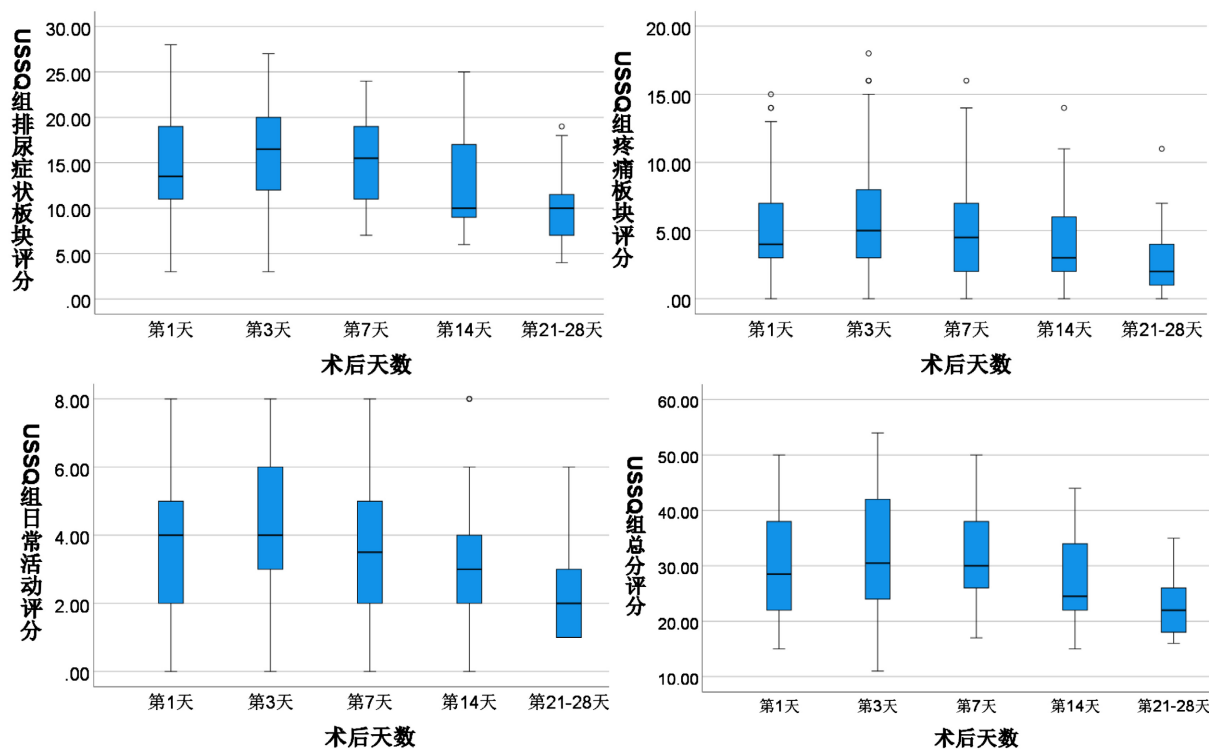 USSQ组排尿症状板块评分
30.00
25.00
20.00
15.00
10.00
5.00
.00
第1天 第3天 第7天 第14天 第21-28天
术后天数
USSQ组疼痛板块评分
20.00
15.00
10.00
5.00
.00
第1天 第3天 第7天 第14天 第21-28天
术后天数
USSQ组日常活动评分
8.00
6.00
4.00
2.00
.00
第1天 第3天 第7天 第14天 第21-28天
术后天数
USSQ组总分评分
60.00
50.00
40.00
30.00
20.00
10.00
第1天 第3天 第7天 第14天 第21-28天
术后天数